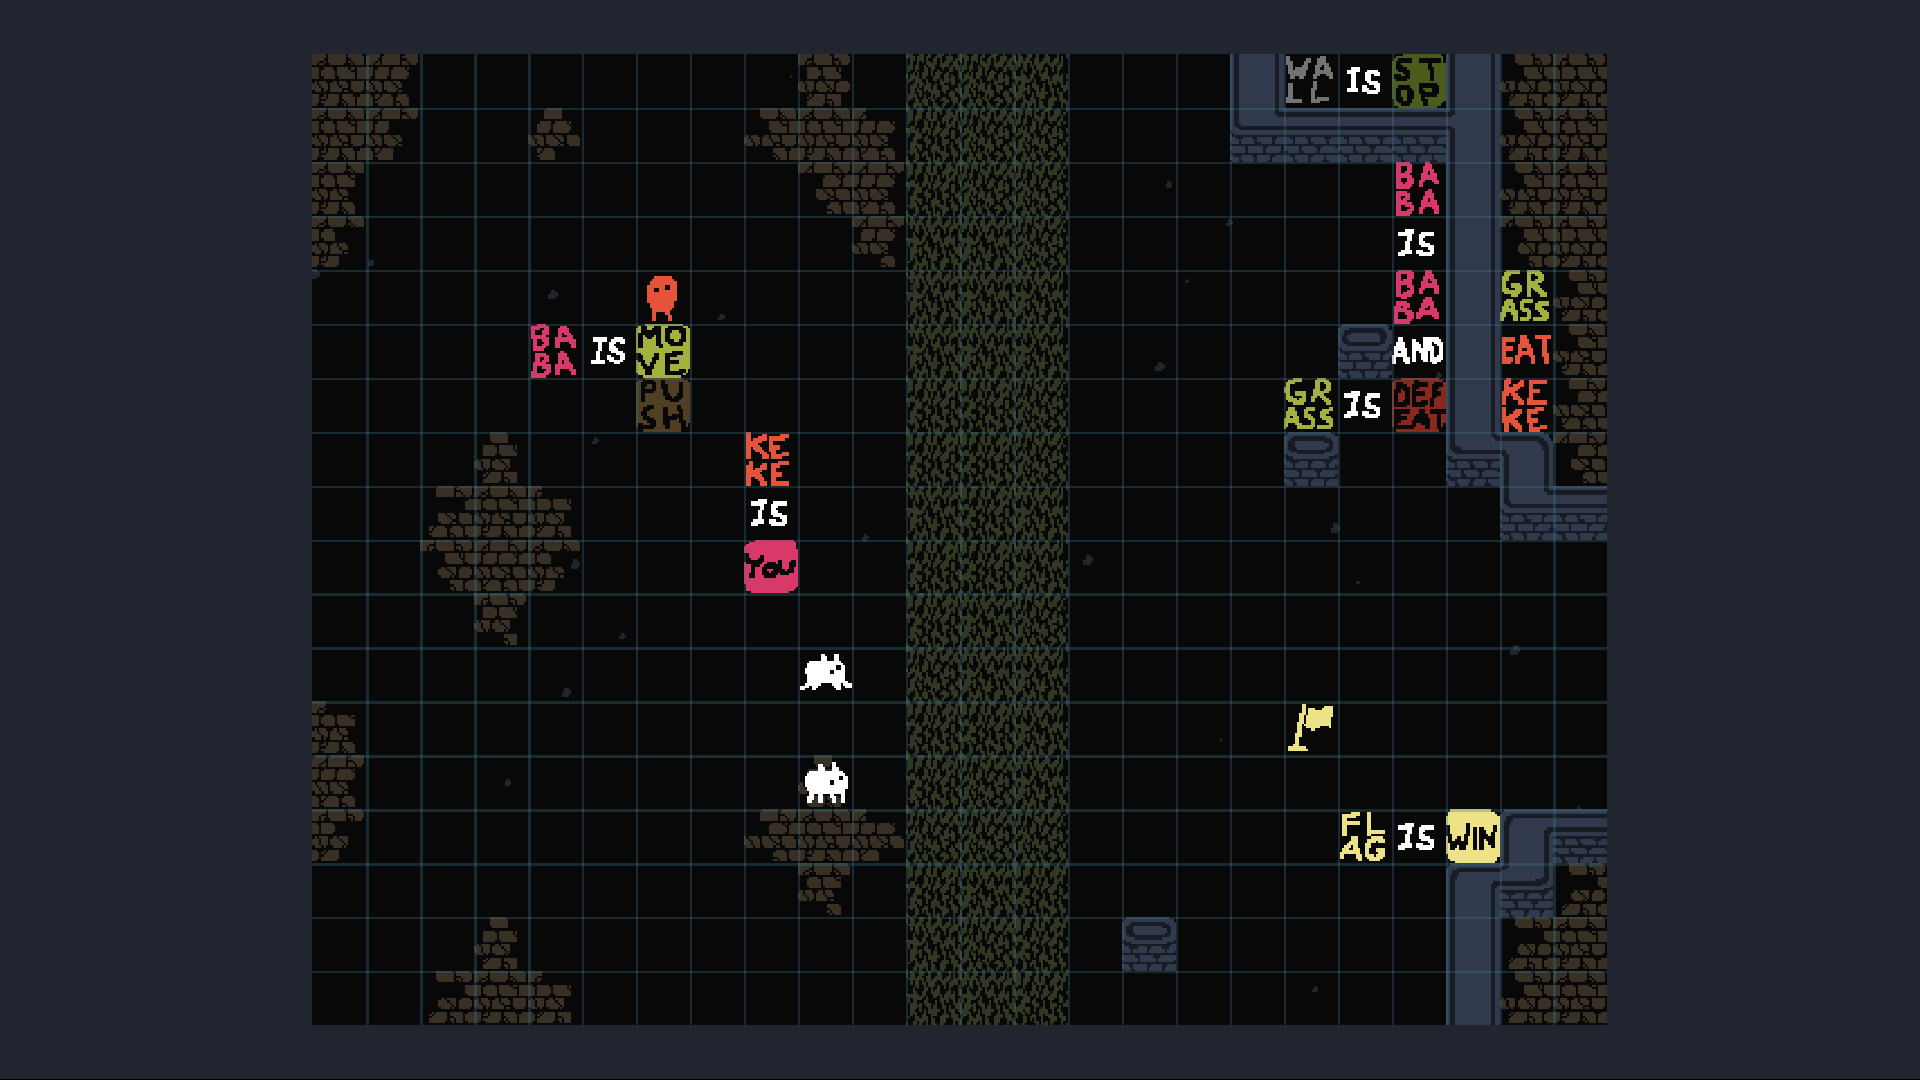 WALL IS STOP
BABA
IS
BABA
AND
GRASS IS DEFEAT
GRASS
EAT
KEKE
BABA IS MOVE
PUSH
KEKE
IS
YOU
FLAG IS WIN